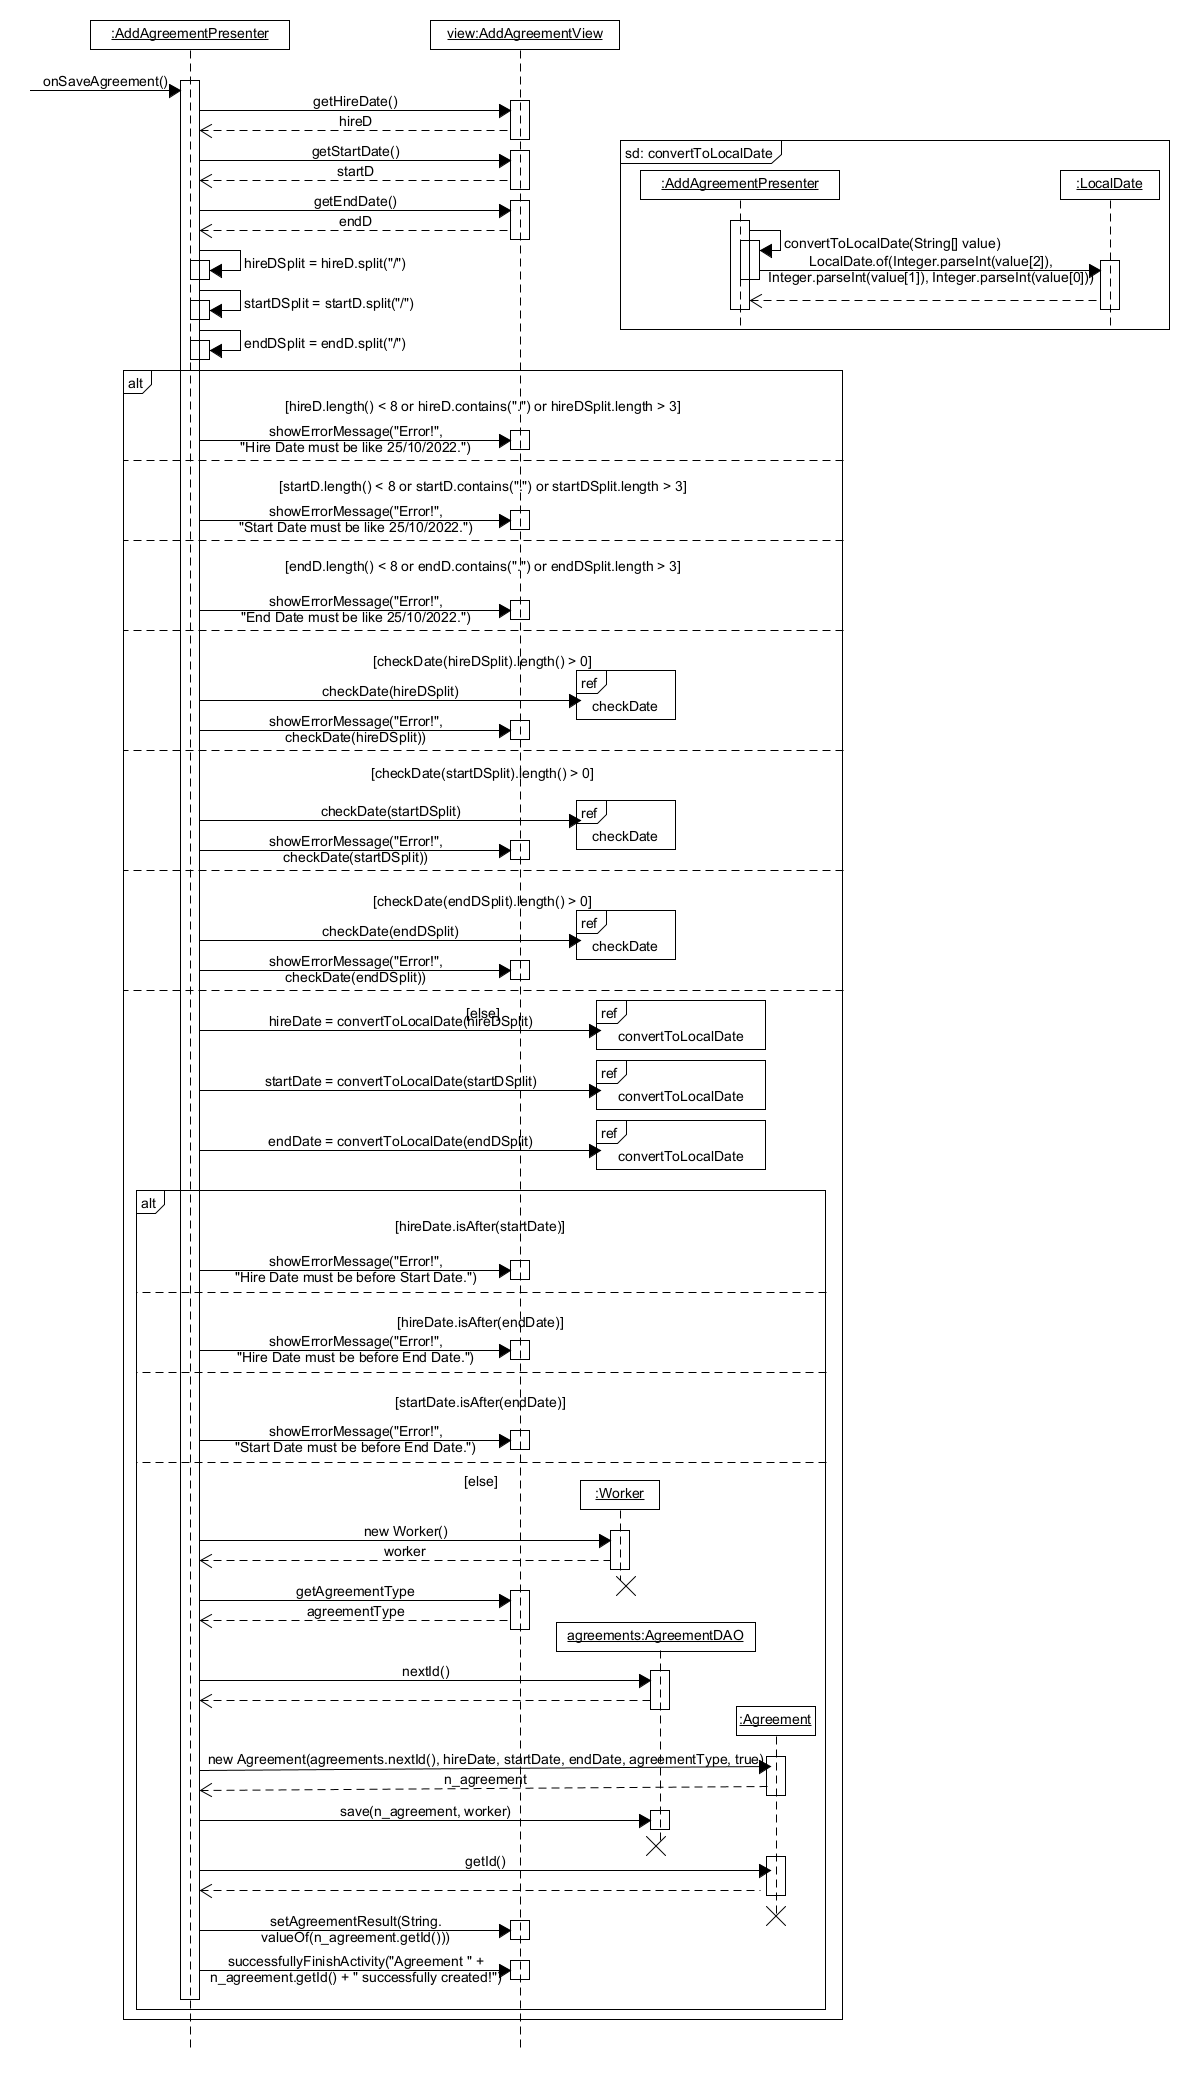 :AddAgreementPresenter
view:AddAgreementView
onSaveAgreement()
getHireDate()
hireD
getStartDate()
startD
getEndDate()
endD
hireDSplit = hireD.split("/")
startDSplit = startD.split("/")
endDSplit = endD.split("/")
sd: convertToLocalDate
:AddAgreementPresenter
:LocalDate
convertToLocalDate(String[] value)
LocalDate.of(Integer.parseInt(value[2]),
Integer.parseInt(value[1]), Integer.parseInt(value[0]))
alt
[hireD.length() < 8 or hireD.contains(".") or hireDSplit.length > 3]
showErrorMessage("Error!",
"Hire Date must be like 25/10/2022.")
[startD.length() < 8 or startD.contains(".") or startDSplit.length > 3]
showErrorMessage("Error!",
"Start Date must be like 25/10/2022.")
[endD.length() < 8 or endD.contains(".") or endDSplit.length > 3]
showErrorMessage("Error!",
"End Date must be like 25/10/2022.")
[checkDate(hireDSplit).length() > 0]
ref
checkDate(hireDSplit)
checkDate
showErrorMessage("Error!",
checkDate(hireDSplit))
[checkDate(startDSplit).length() > 0]
checkDate(startDSplit)
ref
checkDate
showErrorMessage("Error!",
checkDate(startDSplit))
[checkDate(endDSplit).length() > 0]
ref
checkDate(endDSplit)
checkDate
showErrorMessage("Error!",
checkDate(endDSplit))
[else]
ref
hireDate = convertToLocalDate(hireDSplit)
convertToLocalDate
ref
startDate = convertToLocalDate(startDSplit)
convertToLocalDate
ref
endDate = convertToLocalDate(endDSplit)
convertToLocalDate
alt
[hireDate.isAfter(startDate)]
showErrorMessage("Error!",
"Hire Date must be before Start Date.")
[hireDate.isAfter(endDate)]
showErrorMessage("Error!",
"Hire Date must be before End Date.")
[startDate.isAfter(endDate)]
showErrorMessage("Error!",
"Start Date must be before End Date.")
[else]
:Worker
new Worker()
worker
getAgreementType
agreementType
agreements:AgreementDAO
nextId()
:Agreement
new Agreement(agreements.nextId(), hireDate, startDate, endDate, agreementType, true)
n_agreement
save(n_agreement, worker)
getId()
setAgreementResult(String.
valueOf(n_agreement.getId()))
successfullyFinishActivity("Agreement " +
n_agreement.getId() + " successfully created!")